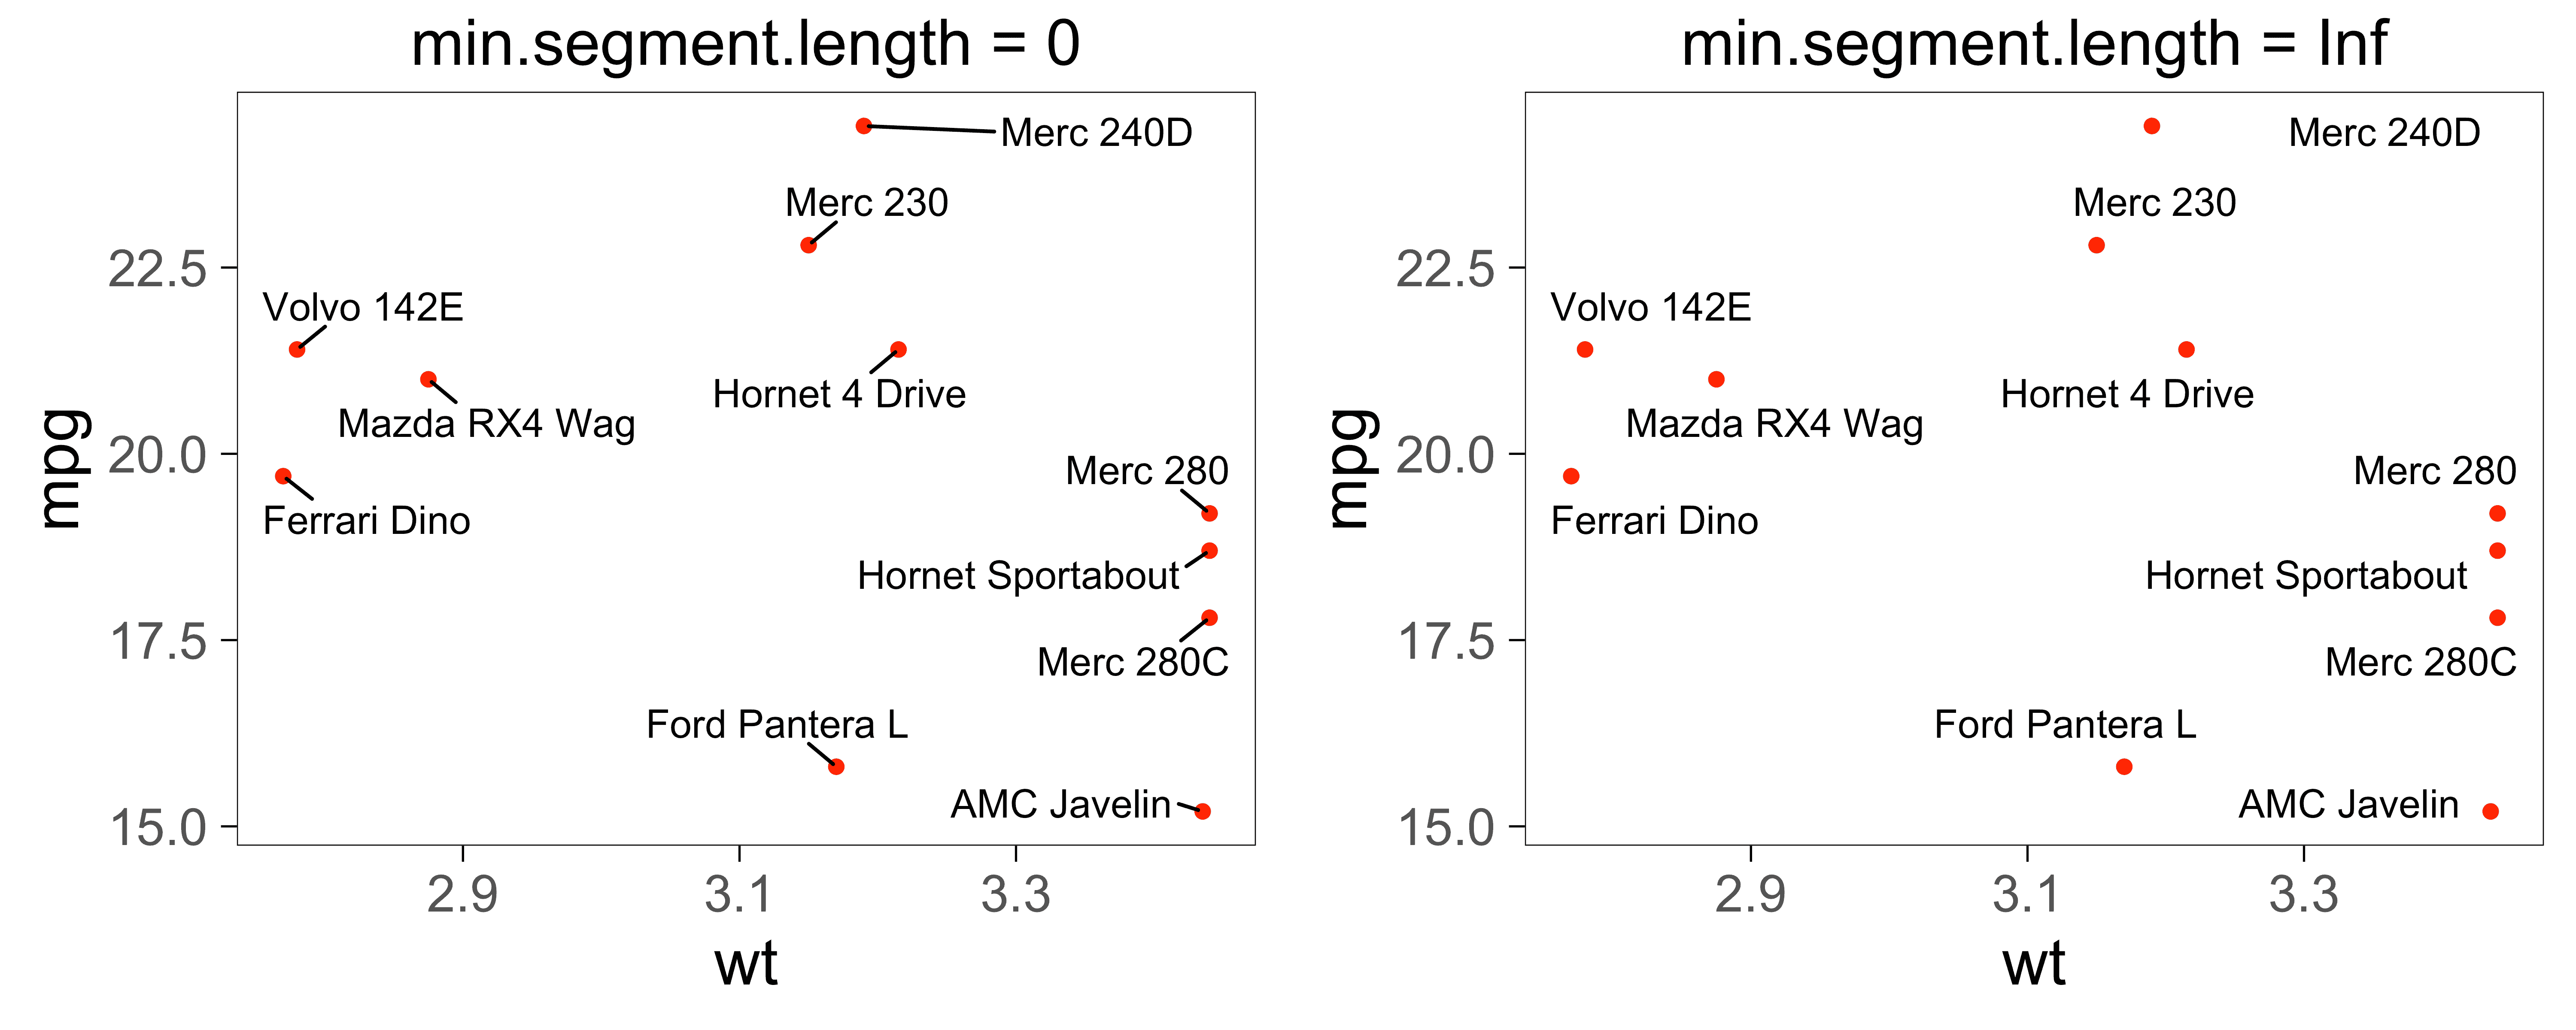 min.segment.length = 0
Merc 240D
Merc 230
22.5
Volvo 142E
Hornet 4 Drive
Mazda RX4 Wag
mpg
20.0
Merc 280
Ferrari Dino
Hornet Sportabout
17.5
Merc 280C
Ford Pantera L
AMC Javelin
15.0
2.9 3.1 3.3
wt
min.segment.length = Inf
Merc 240D
Merc 230
22.5
Volvo 142E
Hornet 4 Drive
Mazda RX4 Wag
mpg
20.0
Merc 280
Ferrari Dino
Hornet Sportabout
17.5
Merc 280C
Ford Pantera L
AMC Javelin
15.0
2.9 3.1 3.3
wt